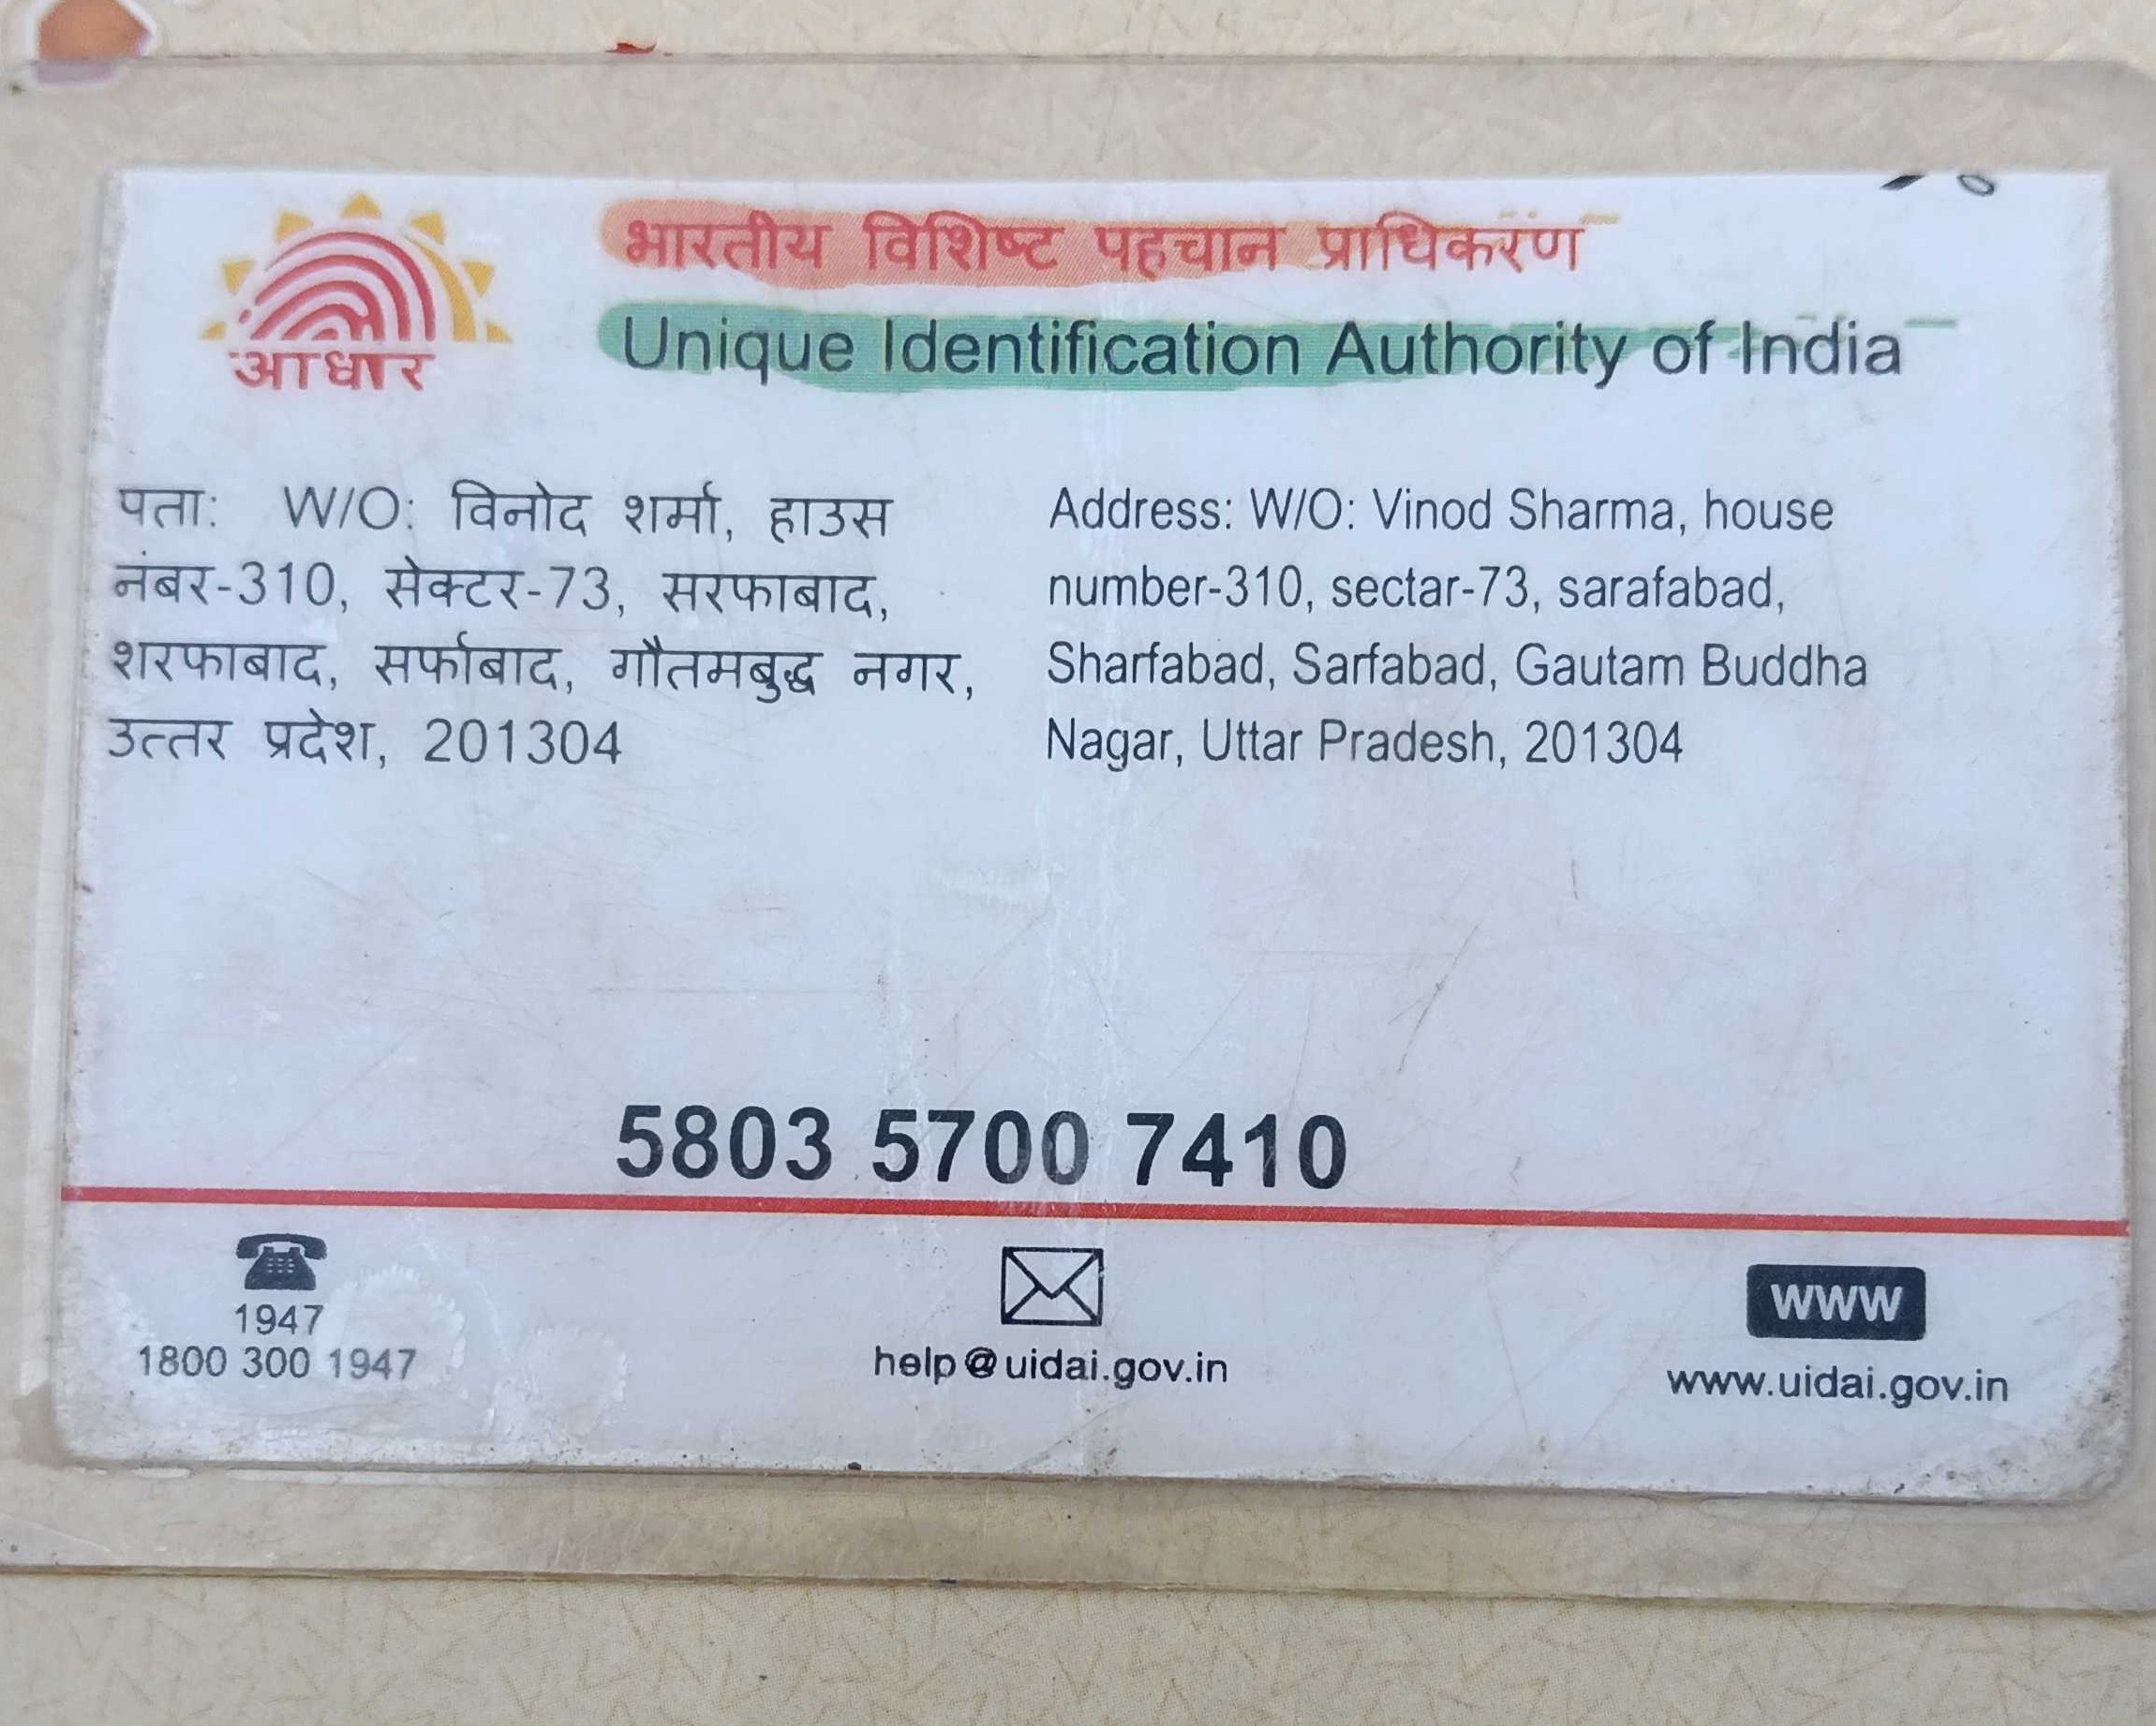 भारतीय विशिष्ट पहचान प्राधिकरण
Unique Identification Authority of India
आधार
पता: W/O: विनोद शर्मा, हाउस
नंबर-310, सेक्टर-73, सरफाबाद,
शरफाबाद, सर्फाबाद, गौतमबुद्ध नगर,
उत्तर प्रदेश, 201304
Address: W/O: Vinod Sharma, house
number-310, sectar-73, sarafabad,
Sharfabad, Sarfabad, Gautam Buddha
Nagar, Uttar Pradesh, 201304
5803 5700 7410
1947
1800 300 1947
help@uidai.gov.in
www
www.uidai.gov.in